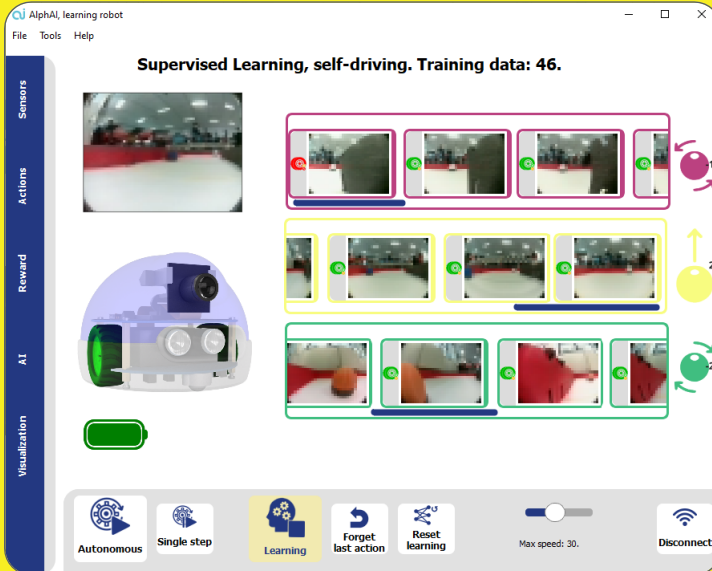 AlphAI, learning robot
File Tools Help
Supervised Learning, self-driving. Training data: 46.
Sensors
Actions
Reward
AI
Visualization
Autonomous
Single step
Learning
Forget
last action
Reset
learning
Max speed: 30.
Disconnect